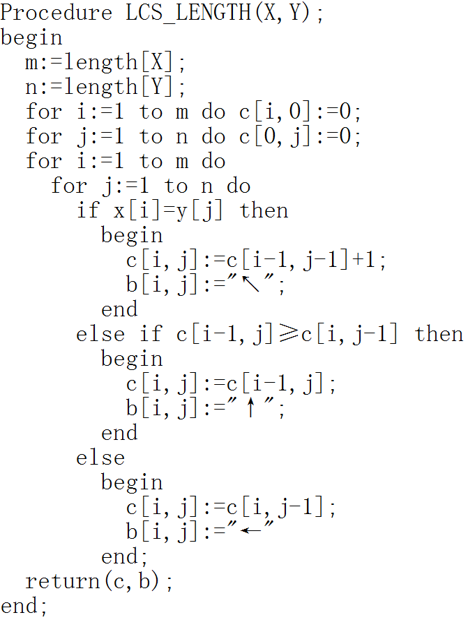 Procedure LCS_LENGTH(X,Y);
begin
  m:=length[X];
  n:=length[Y];
  for i:=1 to m do c[i,0]:=0;
  for j:=1 to n do c[0,j]:=0;
  for i:=1 to m do
    for j:=1 to n do
      if x[i]=y[j] then
        begin
          c[i,j]:=c[i-1,j-1]+1;
          b[i,j]:="↖";
        end
      else if c[i-1,j]≥c[i,j-1] then
        begin
          c[i,j]:=c[i-1,j];
          b[i,j]:="↑";
        end
      else
        begin
          c[i,j]:=c[i,j-1];
          b[i,j]:="←"
        end;
  return(c,b);
end;